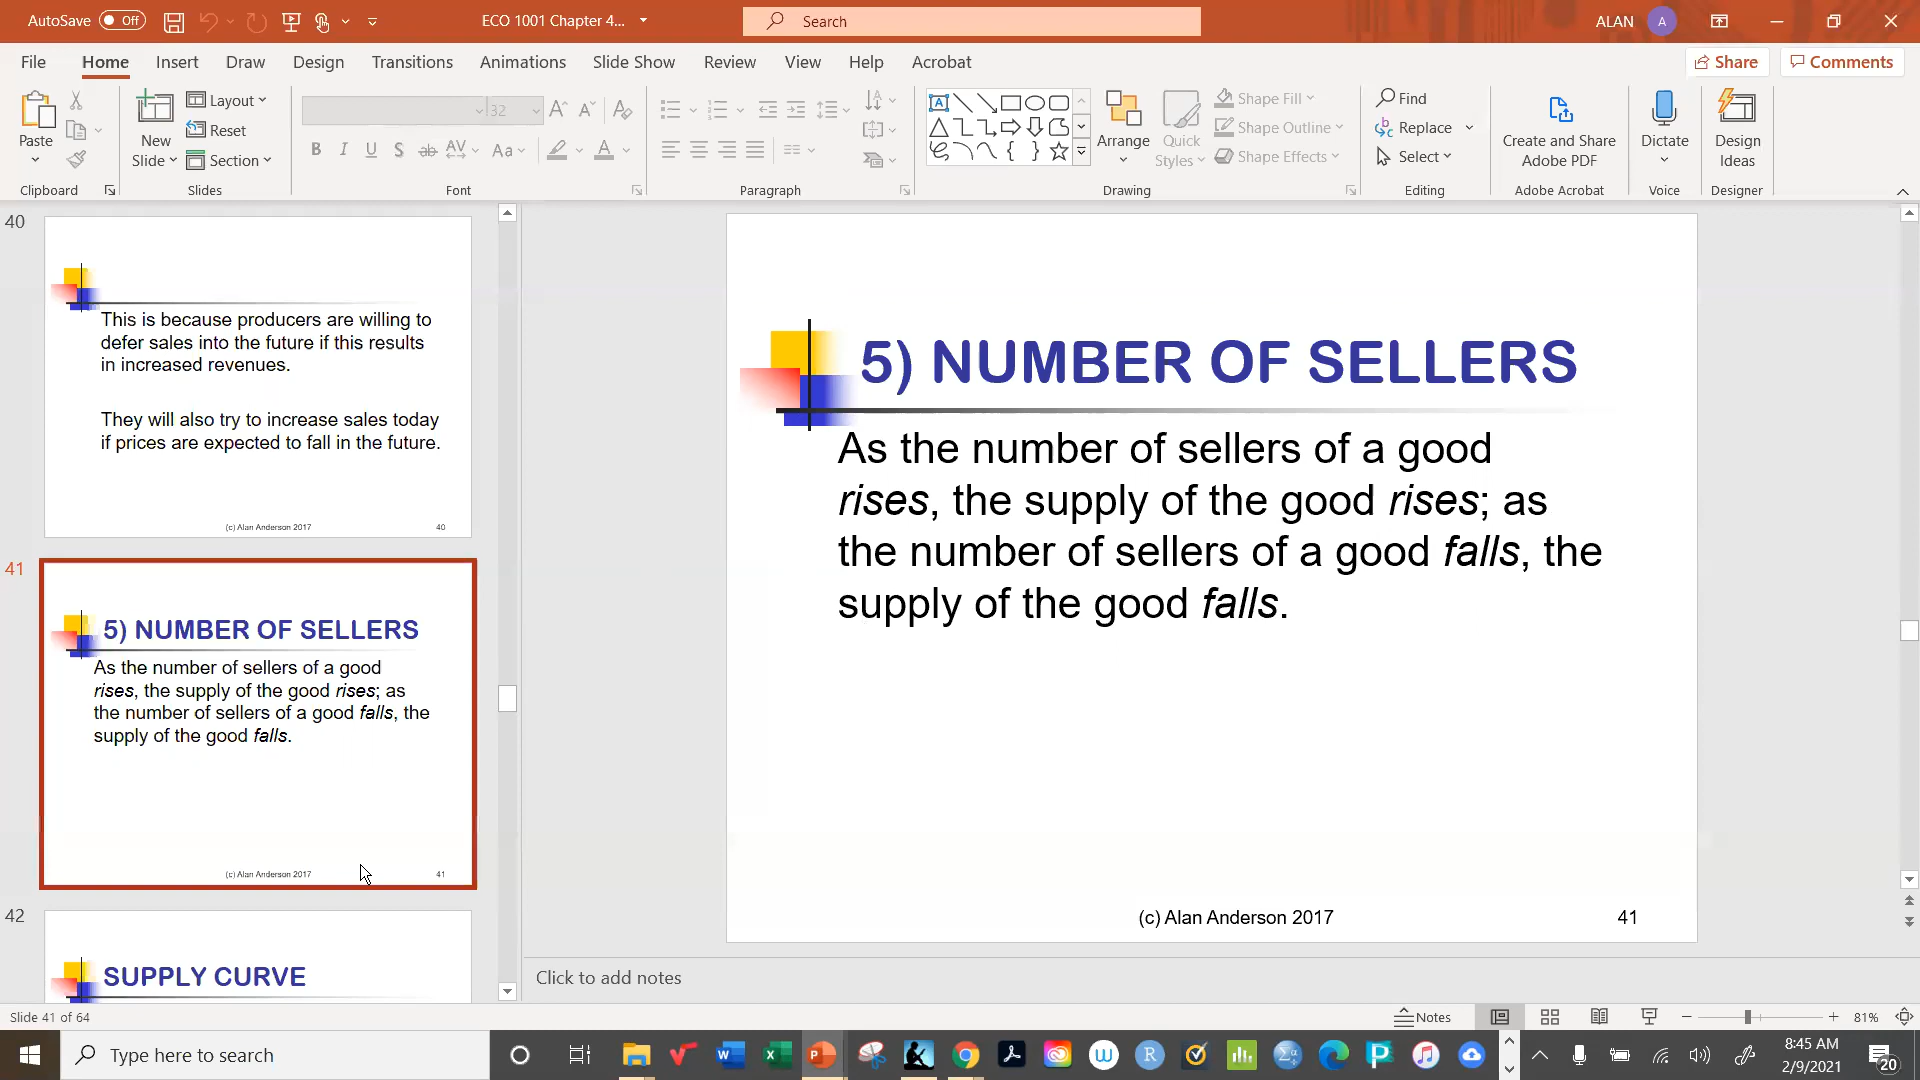 AutoSave Off
ECO 1001 Chapter 4...
Search
ALAN A
File Home Insert Draw Design Transitions Animations Slide Show Review View Help Acrobat
Share Comments
Paste
Clipboard
New
Slide
Layout
Reset
Section
Slides
32
B I U S ab AV Aa A
Font
Paragraph
Arrange
Quick
Styles
Shape Fill
Shape Outline
Shape Effects
Drawing
Find
Replace
Select
Editing
Create and Share
Adobe PDF
Adobe Acrobat
Dictate
Voice
Design
Ideas
Designer
40
This is because producers are willing to
defer sales into the future if this results
in increased revenues.
They will also try to increase sales today
if prices are expected to fall in the future.
(c) Alan Anderson 2017 40
41
5) NUMBER OF SELLERS
As the number of sellers of a good
rises, the supply of the good rises; as
the number of sellers of a good falls, the
supply of the good falls.
(c) Alan Anderson 2017 41
42
SUPPLY CURVE
5) NUMBER OF SELLERS
As the number of sellers of a good
rises, the supply of the good rises; as
the number of sellers of a good falls, the
supply of the good falls.
(c) Alan Anderson 2017 41
Click to add notes
Slide 41 of 64
Notes
81%
Type here to search
8:45 AM
2/9/2021
20